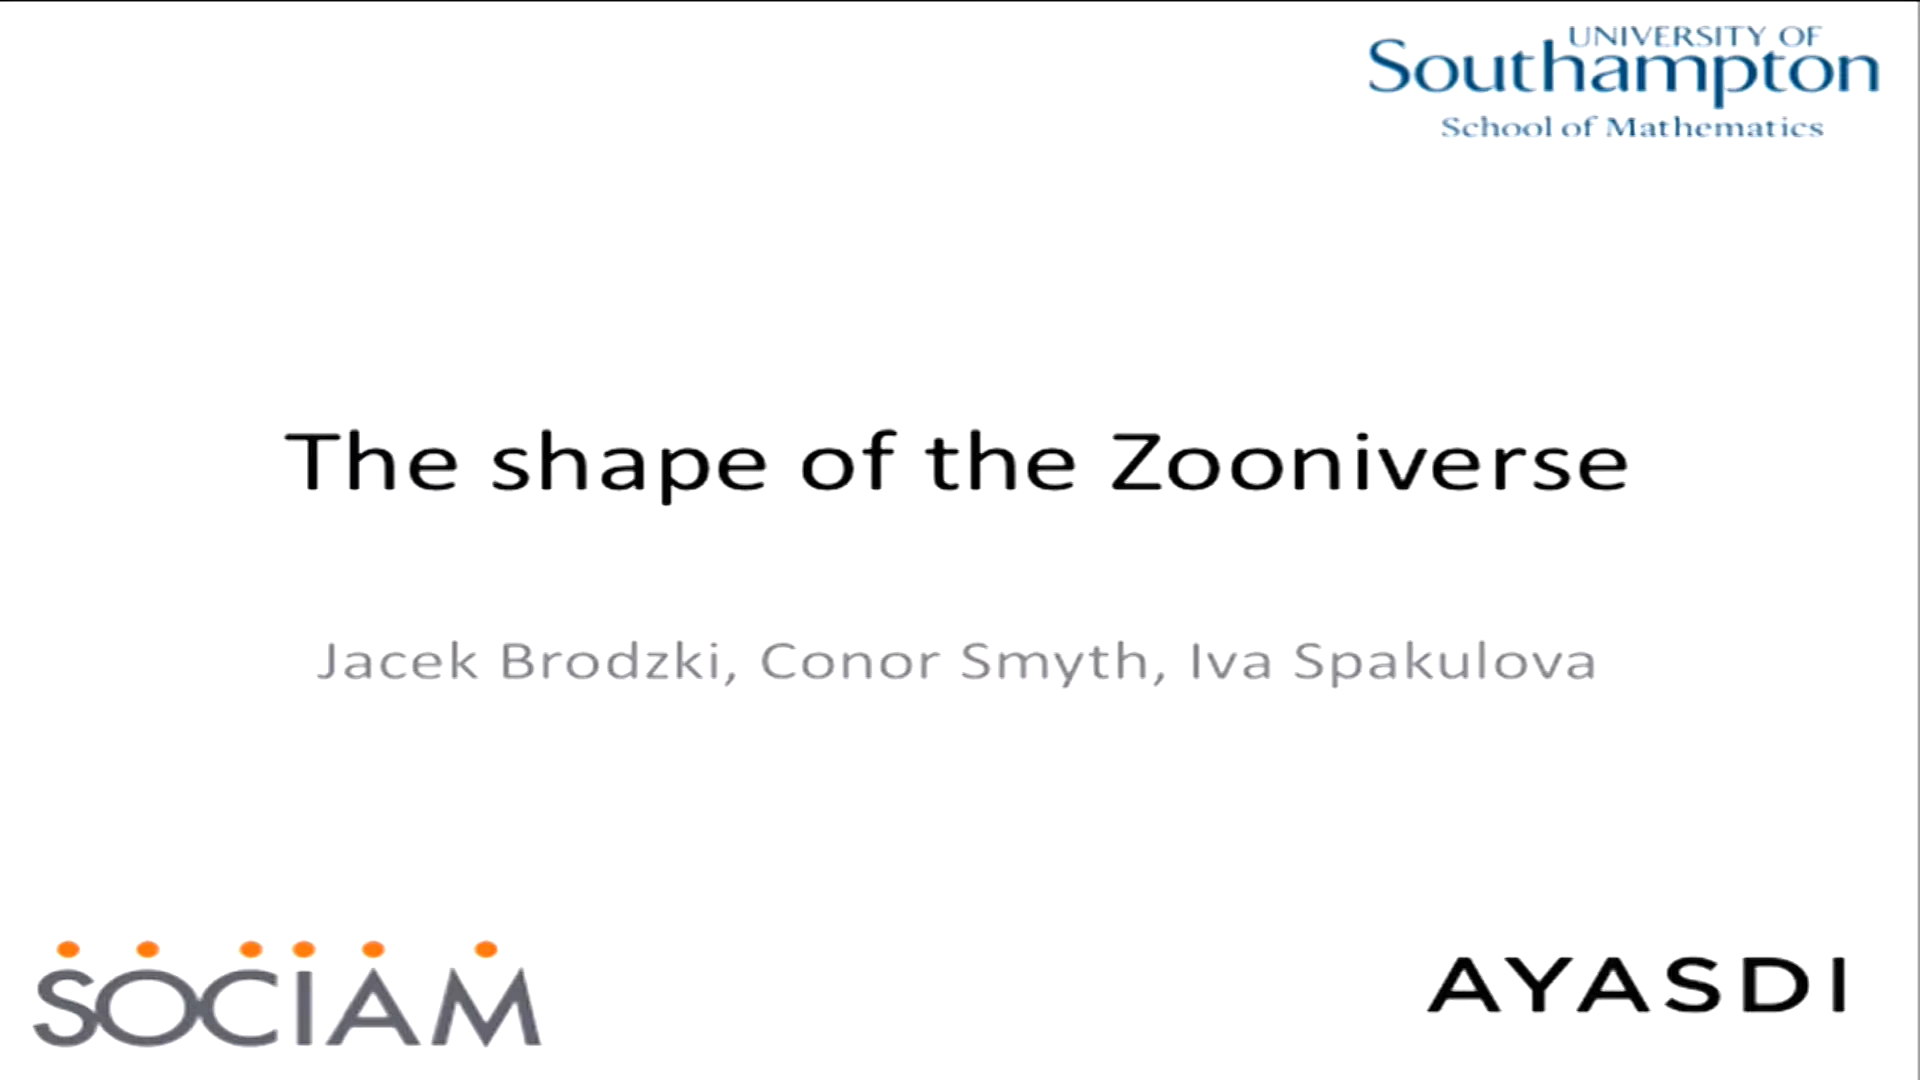 UNIVERSITY OF
Southampton
School of Mathematics
The shape of the Zooniverse
Jacek Brodzki, Conor Smyth, Iva Spakulova
SOCIAM
AYASDI